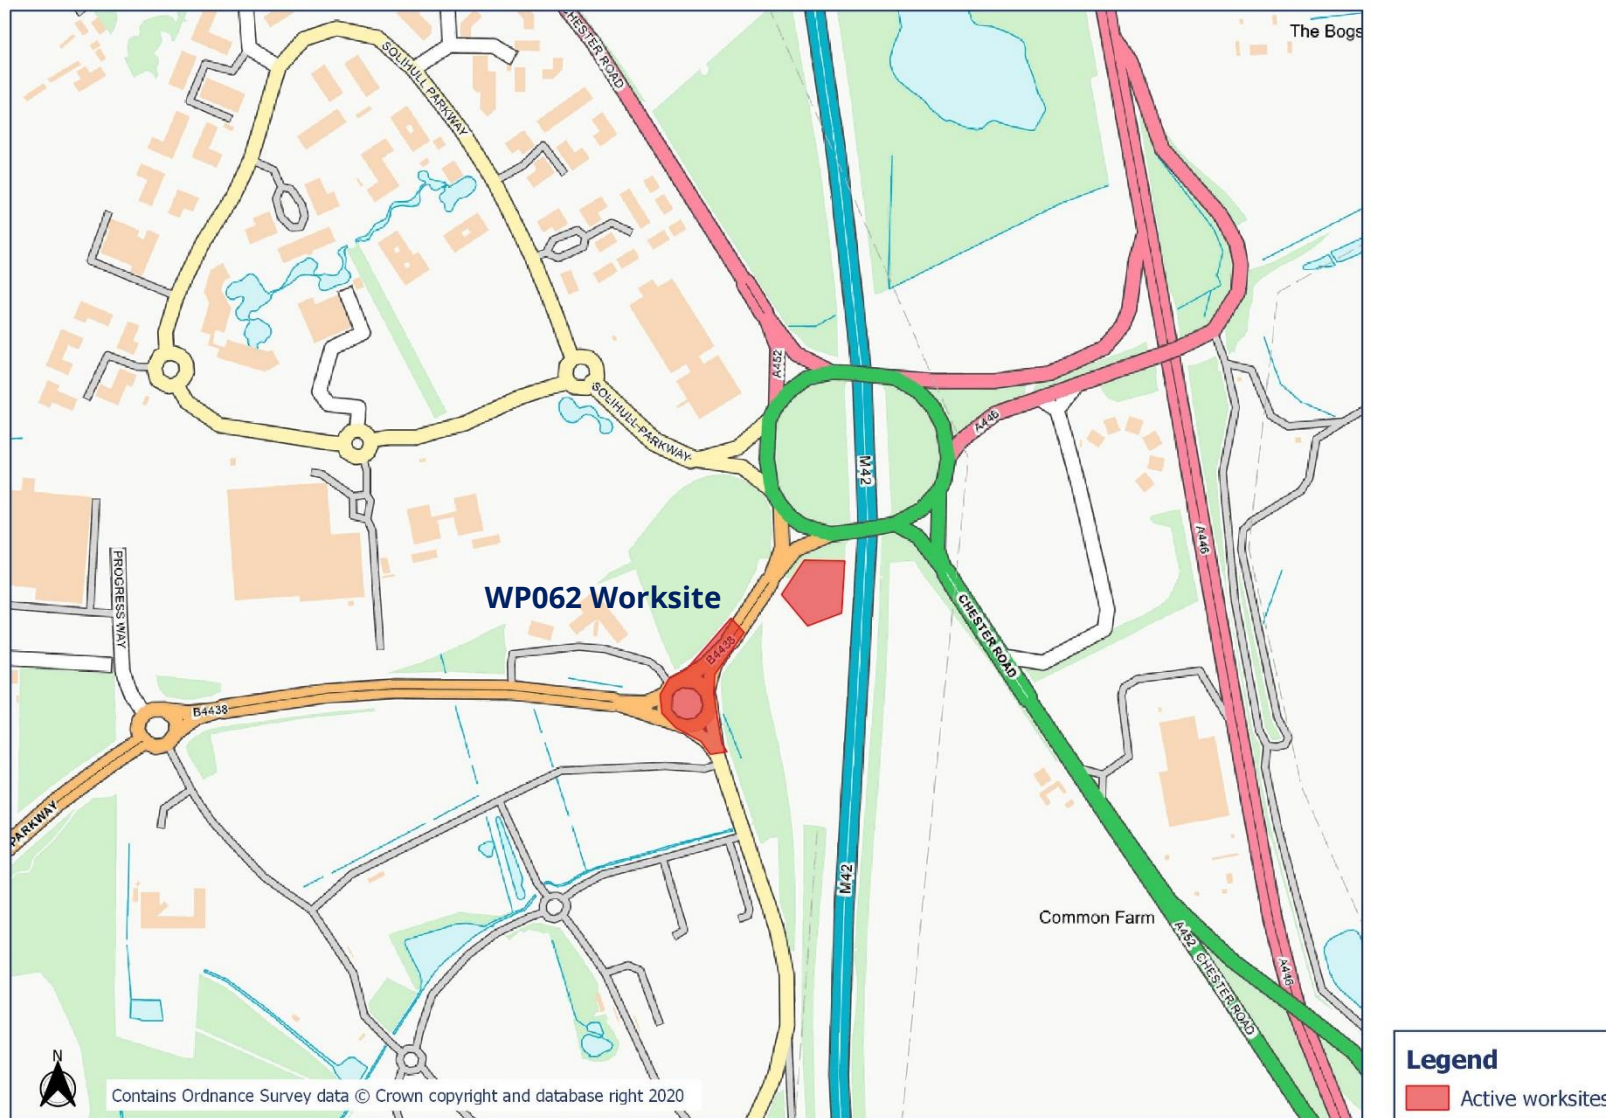 The Bogs
CHESTER ROAD
SOLIHULL PARKWAY
A452
SOLIHULL PARKWAY
A446
M42
A446
PROGRESS WAY
WP062 Worksite
CHESTER ROAD
B4438
B4438
PARKWAY
M42
Common Farm
A452 CHESTER ROAD
A446
N
Contains Ordnance Survey data © Crown copyright and database right 2020
Legend
Active worksites